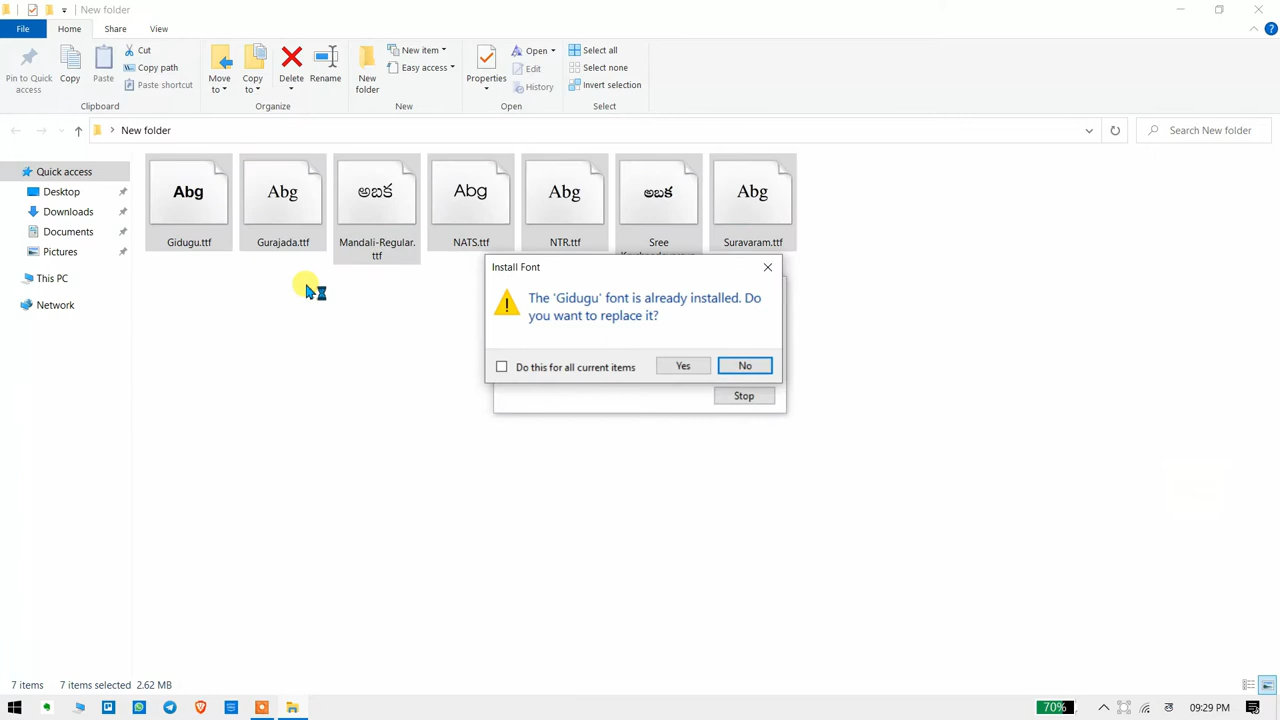 New folder
File
Home
Share
View
Pin to Quick
access
Copy
Paste
Cut
Copy path
Paste shortcut
Move
to
Copy
to
Delete
Rename
New
folder
New item
Easy access
Properties
Open
Edit
History
Select all
Select none
Invert selection
Clipboard
Organize
New
Open
Select
New folder
Search New folder
Quick access
Desktop
Downloads
Documents
Pictures
This PC
Network
Abg
Abg
అబక
Abg
Abg
అబక
Abg
Gidugu.ttf
Gurajada.ttf
Mandali-Regular.
ttf
NATS.ttf
NTR.ttf
Sree
Suravaram.ttf
Install Font
The 'Gidugu' font is already installed. Do
you want to replace it?
Do this for all current items
Yes
No
Stop
7 items
7 items selected
2.62 MB
70%
09:29 PM